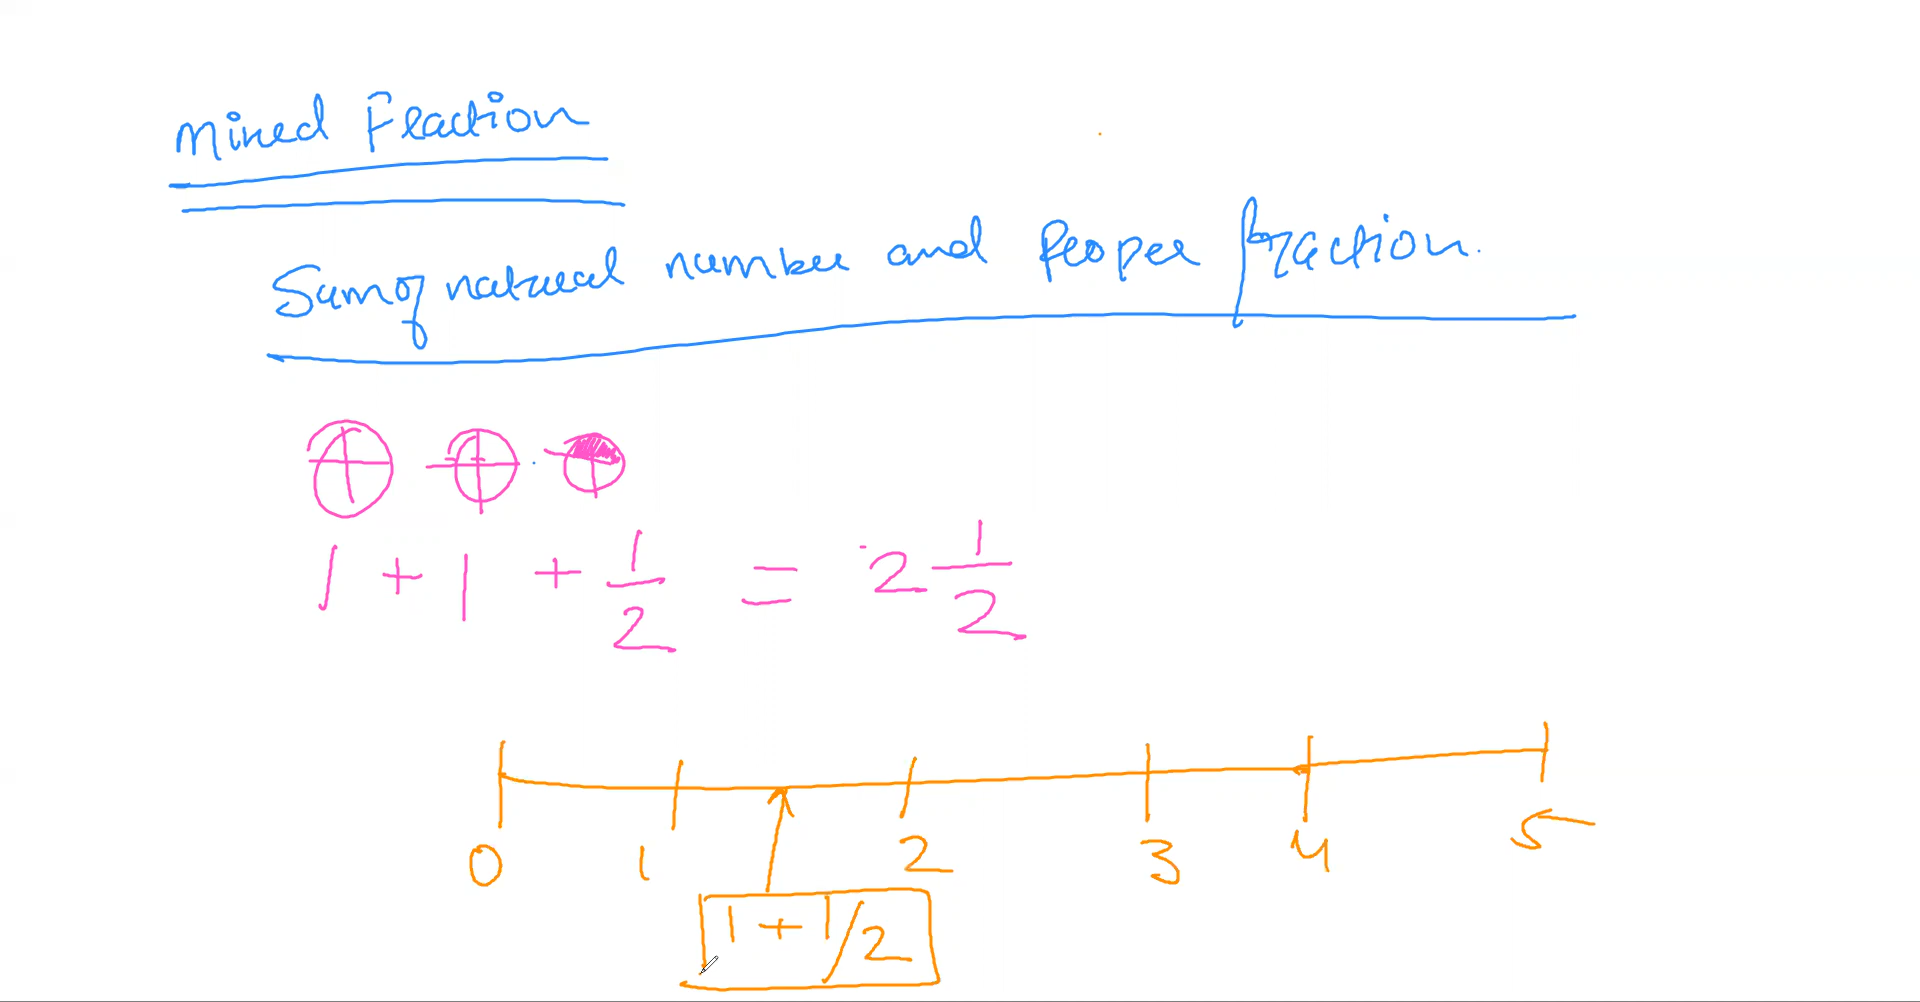 Mixed Fraction
Sum of natural number and Proper fraction.
1 + 1 + 1/2 = 2 1/2
0 1 2 3 4 5
1 + 1/2